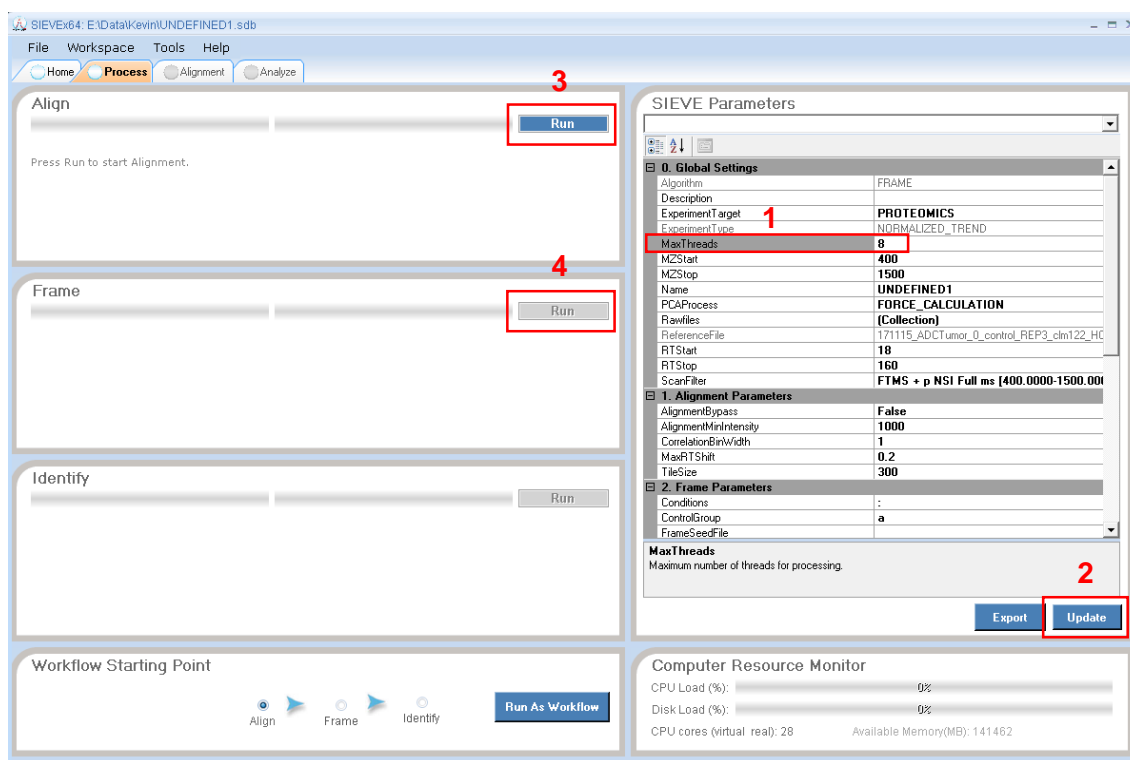 SIEVEx64: E:\Data\Kevin\UNDEFINED1.sdb
File Workspace Tools Help
Home Process Alignment Analyze
3
Align
Run
Press Run to start Alignment.
4
Frame
Run
Identify
Run
Workflow Starting Point
Align Frame Identify
Run As Workflow
SIEVE Parameters
0. Global Settings
Algorithm FRAME
Description
1
ExperimentTarget PROTEOMICS
ExperimentType NORMALIZED_TREND
MaxThreads 8
MZStart 400
MZStop 1500
Name UNDEFINED1
PCAProcess FORCE_CALCULATION
Rawfiles (Collection)
ReferenceFile 171115_ADCTumor_0_control_REP3_clm122_HC
RTStart 18
RTStop 160
ScanFilter FTMS + p NSI Full ms [400.0000-1500.000
1. Alignment Parameters
AlignmentBypass False
AlignmentMinIntensity 1000
CorrelationBinWidth 1
MaxRTShift 0.2
TileSize 300
2. Frame Parameters
Conditions :
ControlGroup a
FrameSeedFile
MaxThreads
Maximum number of threads for processing.
2
Export Update
Computer Resource Monitor
CPU Load (%): 0%
Disk Load (%): 0%
CPU cores (virtual real): 28 Available Memory(MB): 141462